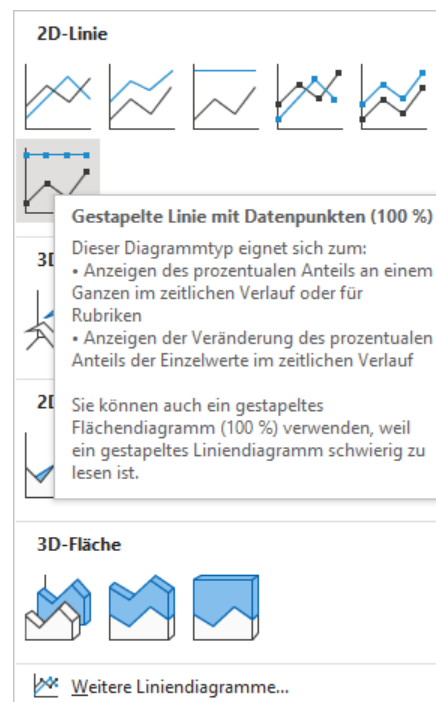 2D-Linie
Gestapelte Linie mit Datenpunkten (100 %)
3D
Dieser Diagrammtyp eignet sich zum:
• Anzeigen des prozentualen Anteils an einem
Ganzen im zeitlichen Verlauf oder für
Rubriken
• Anzeigen der Veränderung des prozentualen
Anteils der Einzelwerte im zeitlichen Verlauf
2D
Sie können auch ein gestapeltes
Flächendiagramm (100 %) verwenden, weil
ein gestapeltes Liniendiagramm schwierig zu
lesen ist.
3D-Fläche
Weitere Liniendiagramme...